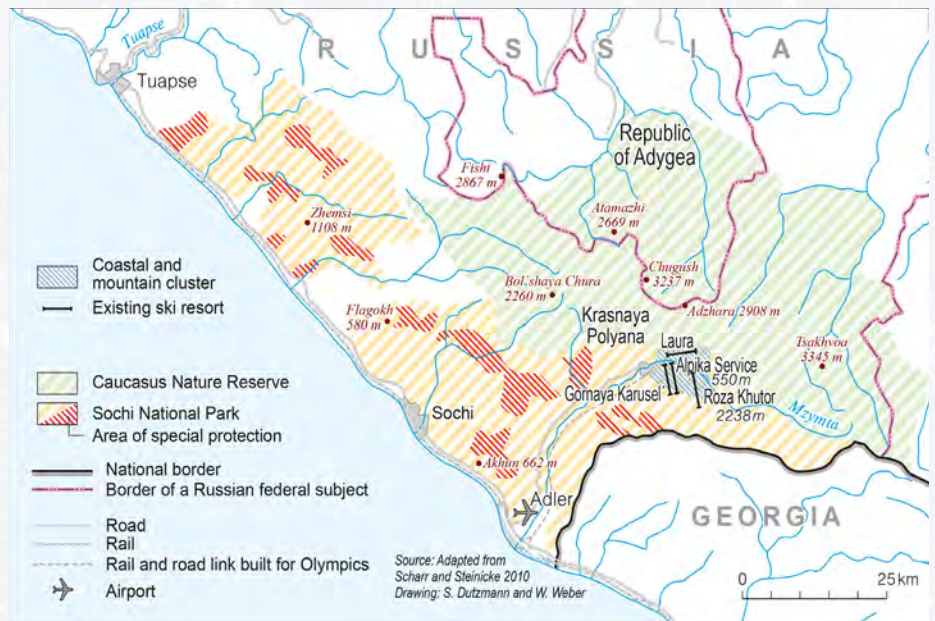 Tuapse
RUSSIA
Tuapse
Republic
of Adygea
Fisht
2867 m
Atamazhi
2669 m
Zhemsi
1108 m
Chugush
3237 m
Bol'shaya Chura
2260 m
Adzhara 2908 m
Flagokh
580 m
Krasnaya
Polyana
Tsakhvoa
3345 m
Laura
Alpika Service
550m
Gornaya Karusel'
Roza Khutor
2238m
Mzymta
Sochi
Akhun 662 m
Adler
GEORGIA
Coastal and
mountain cluster
Existing ski resort
Caucasus Nature Reserve
Sochi National Park
Area of special protection
National border
Border of a Russian federal subject
Road
Rail
Rail and road link built for Olympics
Airport
Source: Adapted from
Scharr and Steinicke 2010
Drawing: S. Dutzmann and W. Weber
0 25 km